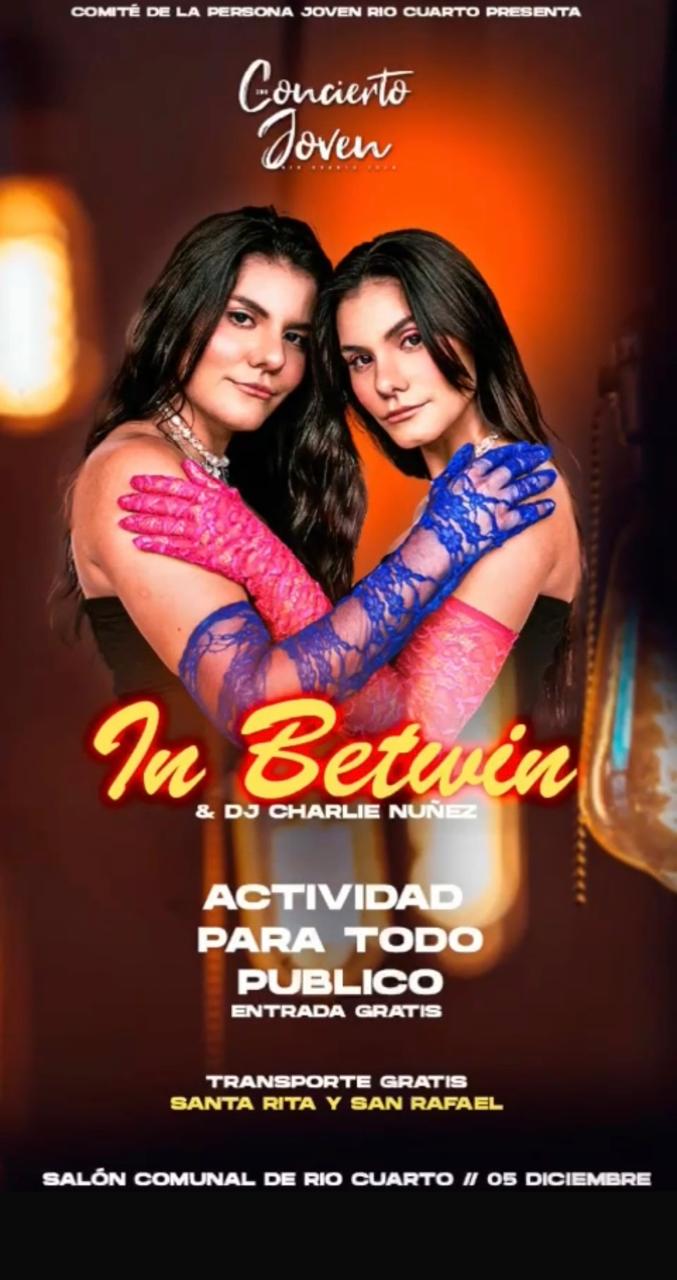 COMITÉ DE LA PERSONA JOVEN RIO CUARTO PRESENTA
Concierto
Joven
In Betwin
& DJ CHARLIE NUÑEZ
ACTIVIDAD
PARA TODO
PUBLICO
ENTRADA GRATIS
TRANSPORTE GRATIS
SANTA RITA Y SAN RAFAEL
SALÓN COMUNAL DE RIO CUARTO // 05 DICIEMBRE